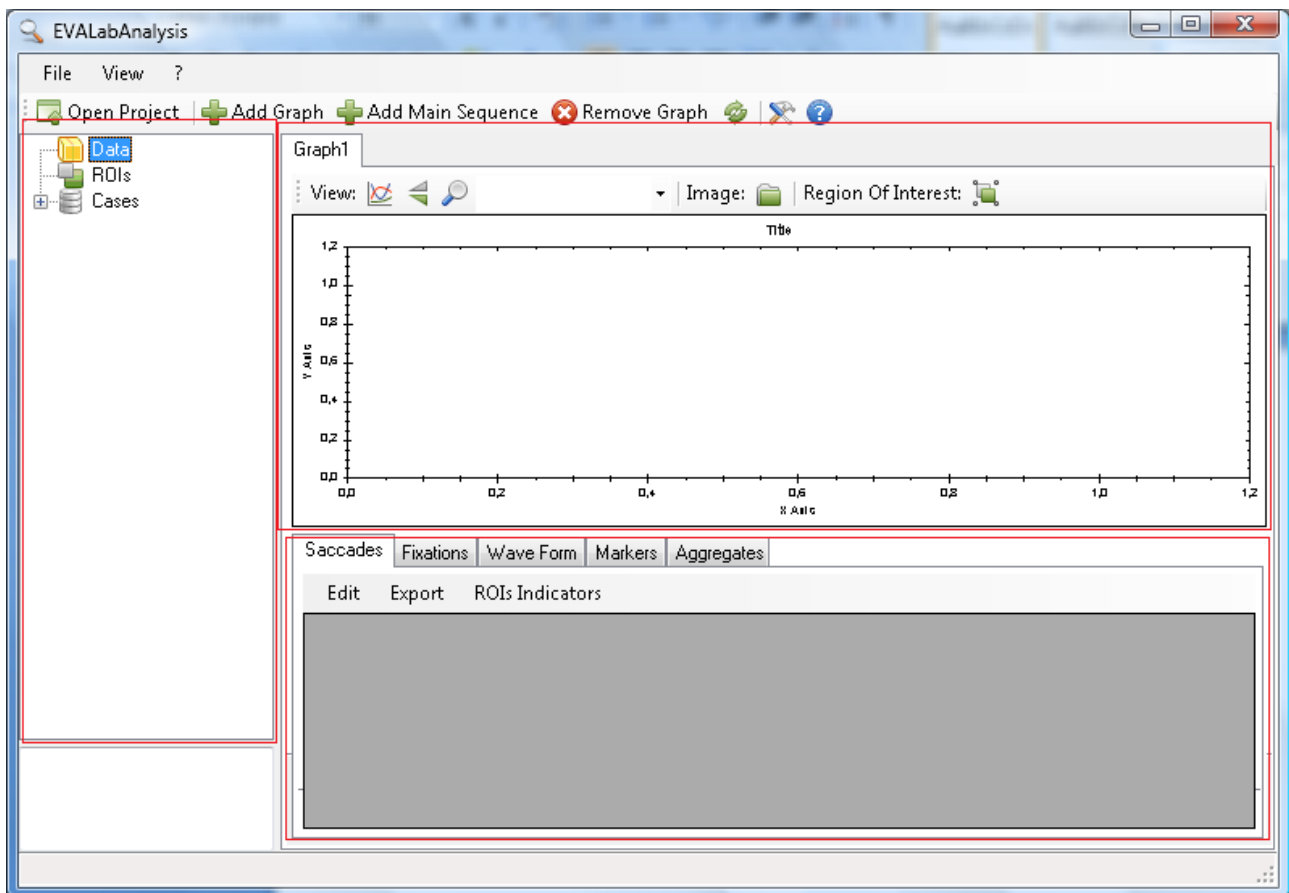 EVALabAnalysis
File View ?
Open Project Add Graph Add Main Sequence Remove Graph
Data
ROIs
Cases
Graph1
View: Image: Region Of Interest:
Title
1,2
1,0
0,8
0,6
0,4
0,2
0,0
Y Axis
0,0 0,2 0,4 0,6 0,8 1,0 1,2
X Axis
Saccades Fixations Wave Form Markers Aggregates
Edit Export ROIs Indicators